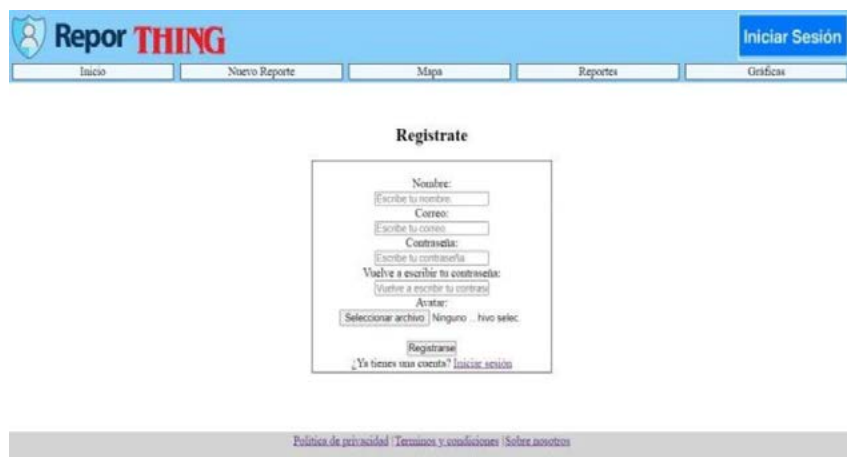 Repor THING
Iniciar Sesión
Inicio Nuevo Reporte Mapa Reportes Gráficas
Registrate
Nombre:
Escribe tu nombre.
Correo:
Escribe tu correo.
Contraseña:
Escribe tu contraseña
Vuelve a escribir tu contraseña:
Vuelve a escribir tu contrase
Avatar:
Seleccionar archivo Ninguno .. hivo selec.
Registrarse
¿Ya tienes una cuenta? Iniciar sesión
Politica de privacidad |Terminos y condiciones |Sobre nosotros